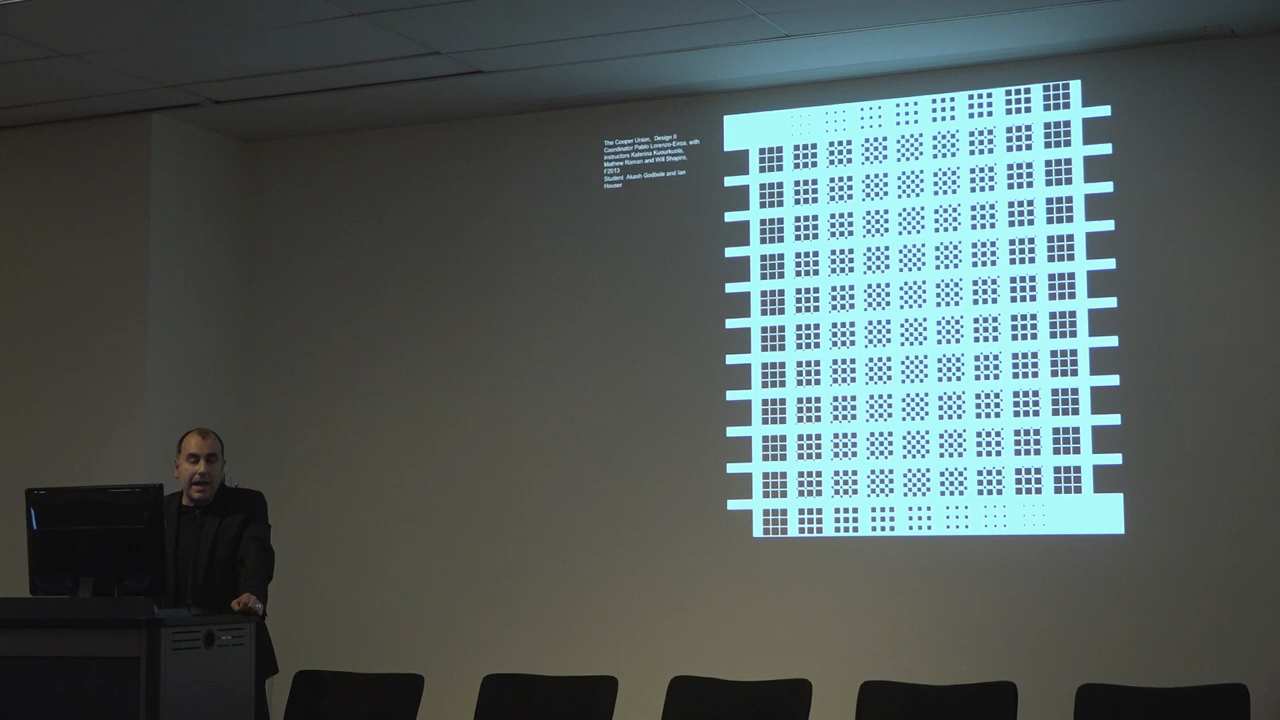 The Cooper Union, Design II
Coordinator Pablo Lorenzo-Eiroa, with
instructors Katerina Kourkoula,
Mathew Roman and Will Shapiro,
F2013
Student Akash Godbole and Ian
Houser